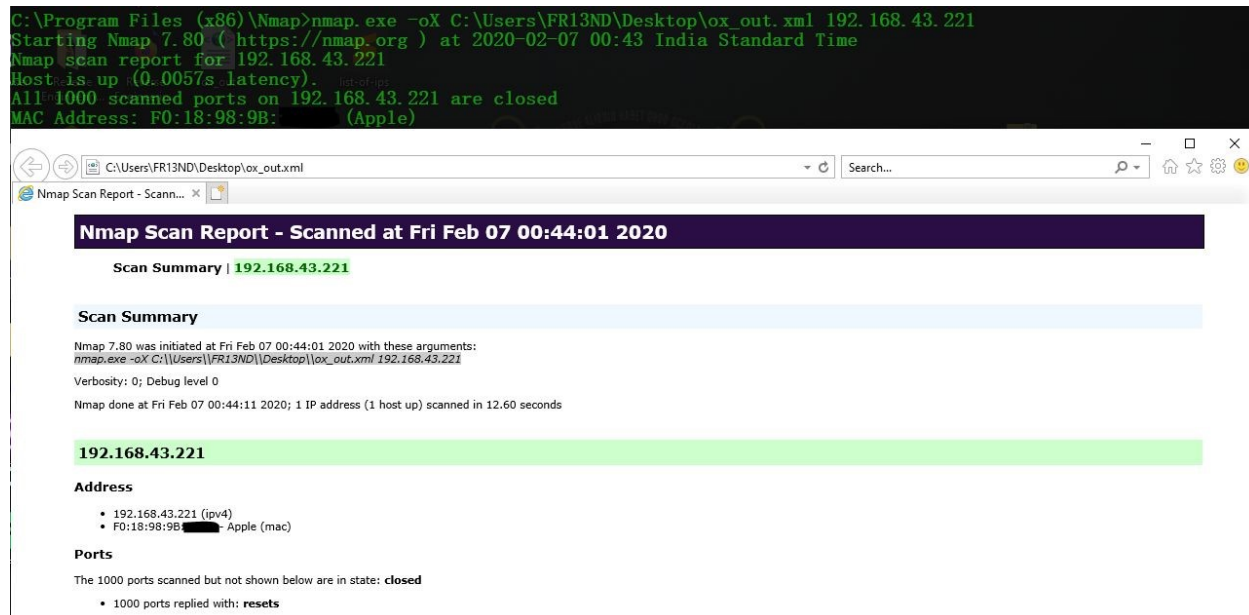 C:\Program Files (x86)\Nmap>nmap.exe -oX C:\Users\FR13ND\Desktop\ox_out.xml 192.168.43.221
Starting Nmap 7.80 ( https://nmap.org ) at 2020-02-07 00:43 India Standard Time
Nmap scan report for 192.168.43.221
Host is up (0.0057s latency).
list-of-ips
All 1000 scanned ports on 192.168.43.221 are closed
MAC Address: F0:18:98:9B: (Apple)
C:\Users\FR13ND\Desktop\ox_out.xml
Search...
Nmap Scan Report - Scann...
Nmap Scan Report - Scanned at Fri Feb 07 00:44:01 2020
Scan Summary | 192.168.43.221
Scan Summary
Nmap 7.80 was initiated at Fri Feb 07 00:44:01 2020 with these arguments:
nmap.exe -oX C:\\Users\\FR13ND\\Desktop\\ox_out.xml 192.168.43.221
Verbosity: 0; Debug level 0
Nmap done at Fri Feb 07 00:44:11 2020; 1 IP address (1 host up) scanned in 12.60 seconds
192.168.43.221
Address
• 192.168.43.221 (ipv4)
• F0:18:98:9B: - Apple (mac)
Ports
The 1000 ports scanned but not shown below are in state: closed
• 1000 ports replied with: resets